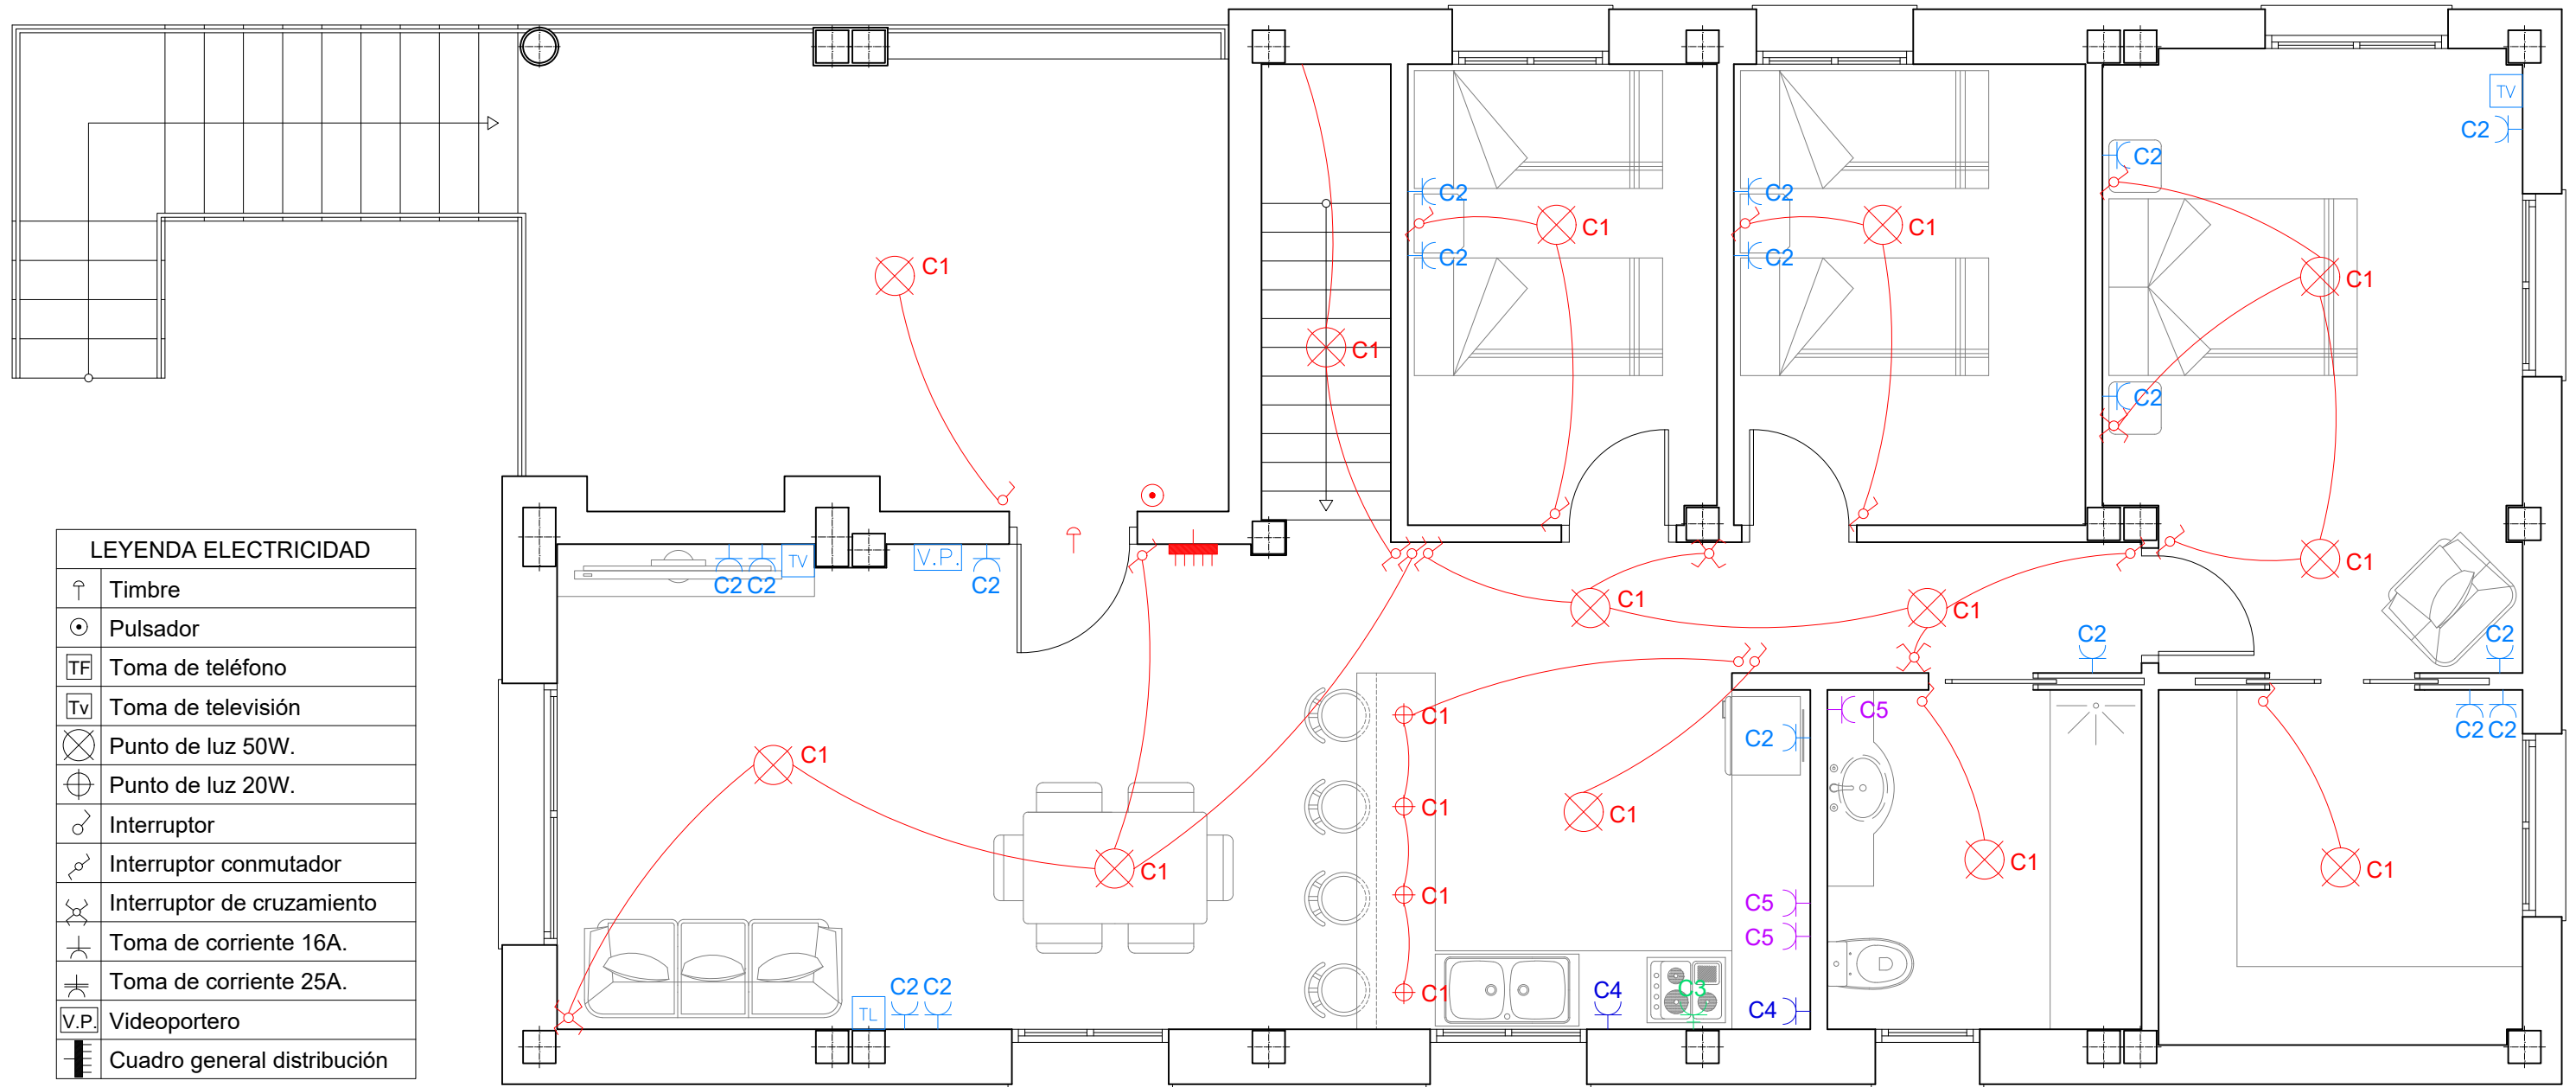 TV
C2
C2
C2
C2
C1
C1
C2
C2
C1
C1
C1
C2
C1
LEYENDA ELECTRICIDAD
Timbre
Pulsador
TF Toma de teléfono
Tv Toma de televisión
Punto de luz 50W.
Punto de luz 20W.
Interruptor
Interruptor conmutador
Interruptor de cruzamiento
Toma de corriente 16A.
Toma de corriente 25A.
V.P. Videoportero
Cuadro general distribución
C2 C2 TV V.P. C2
C1
C1
C1
C2
C2
C1
C5
C2 C2
C1
C2
C1
C1
C1
C1
C1
C1
C1
C5
C5
C1
TL C2 C2
C1
C4
C3
C4